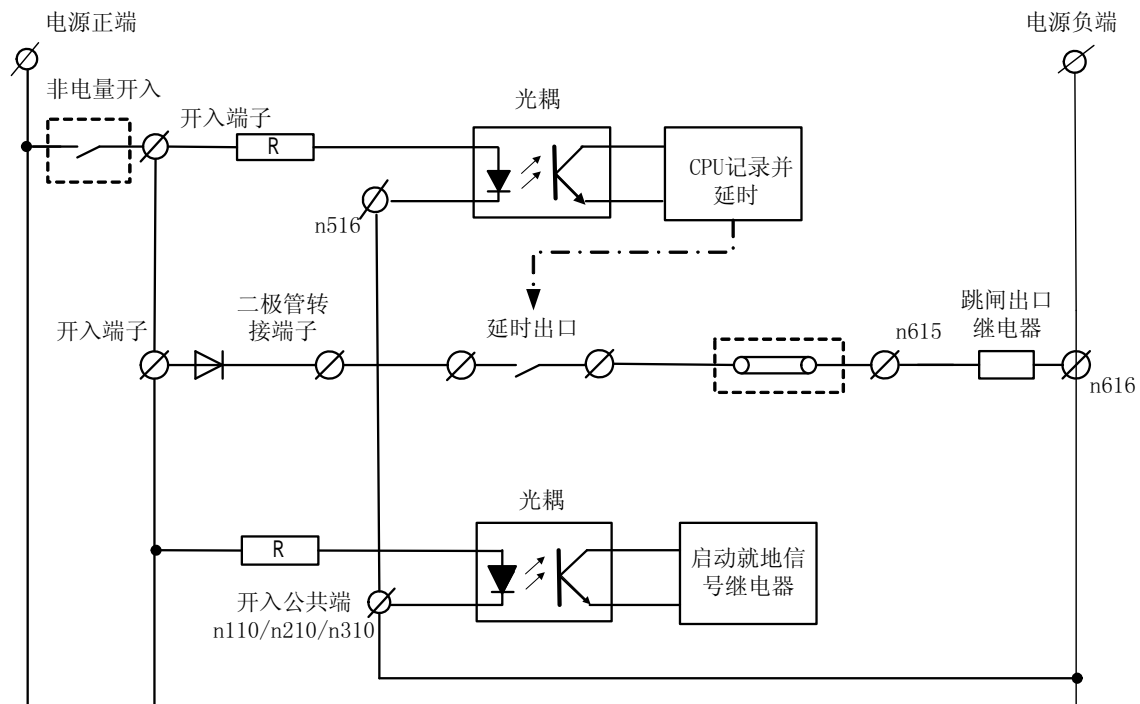 电源正端
电源负端
非电量开入
开入端子
光耦
R
CPU记录并
延时
n516
二极管转
接端子
开入端子
延时出口
跳闸出口
继电器
n615
n616
光耦
R
启动就地信
号继电器
开入公共端
n110/n210/n310